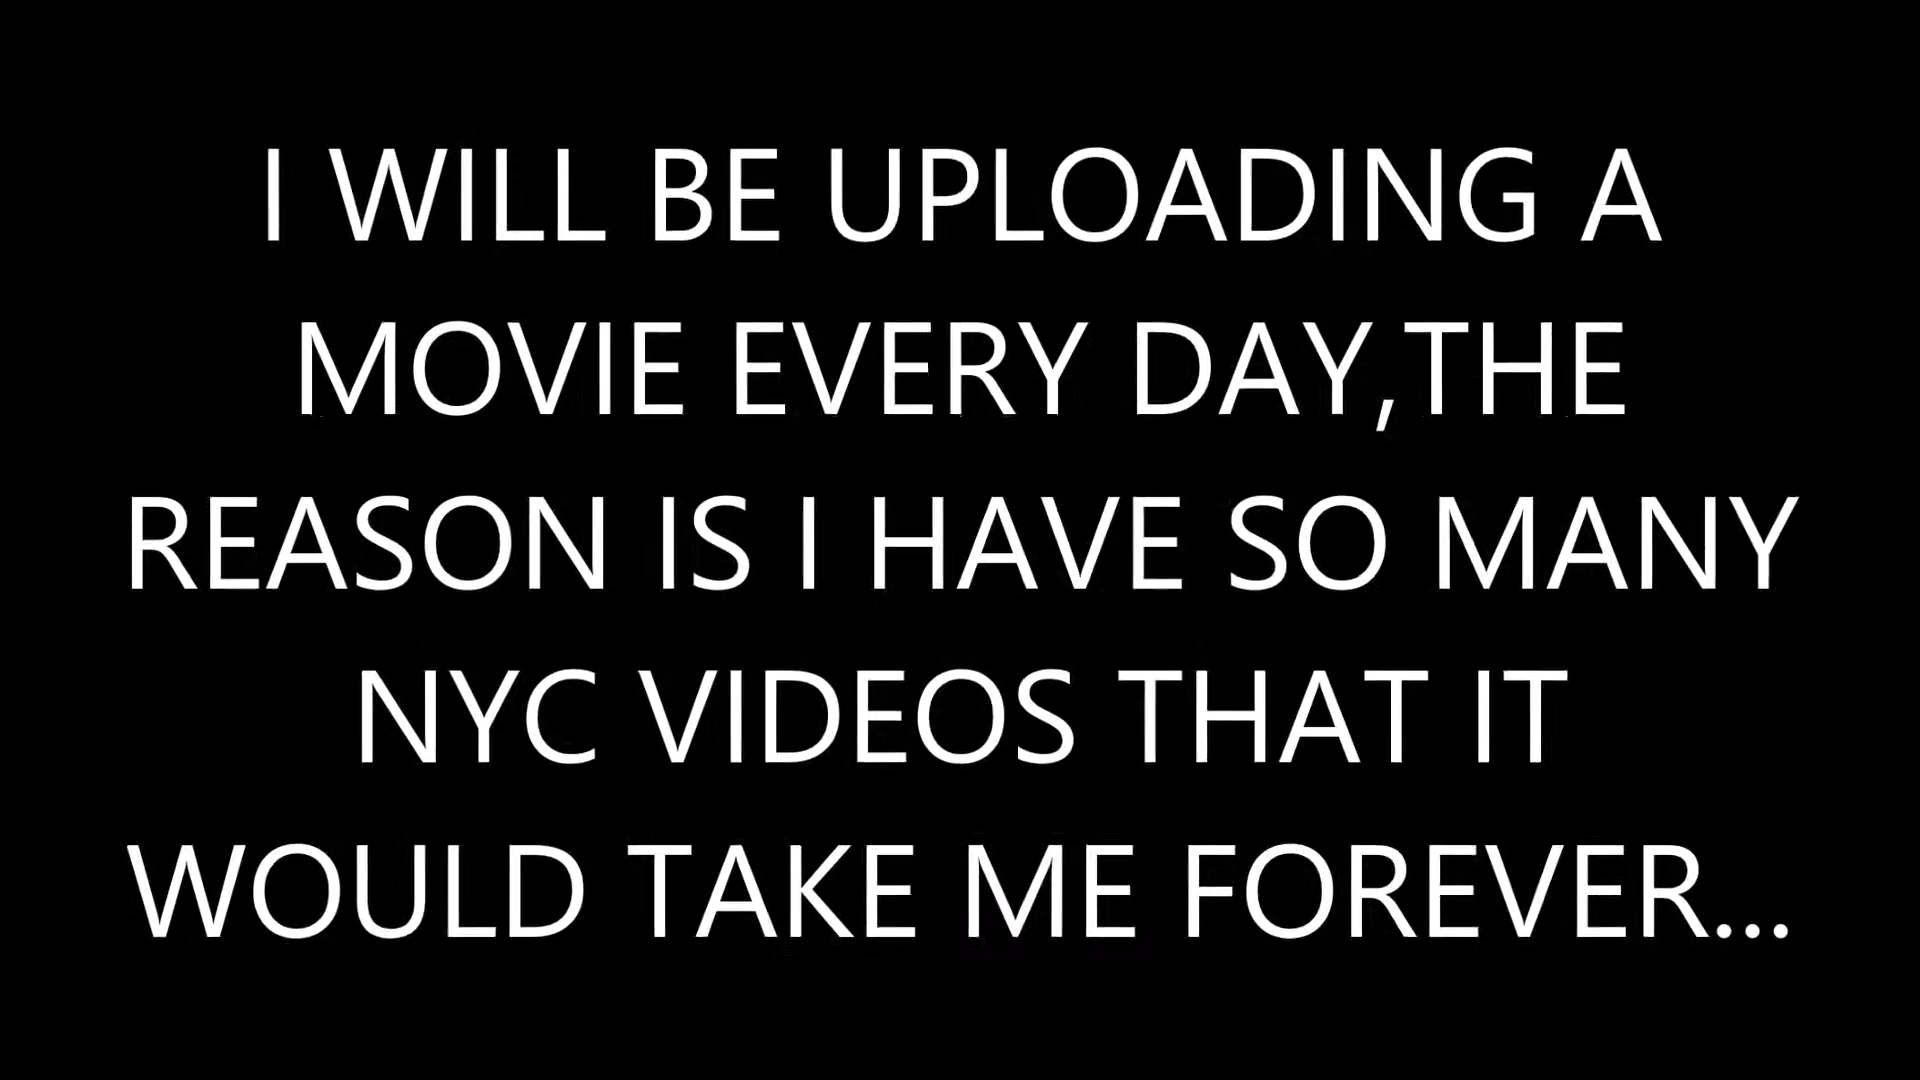 I WILL BE UPLOADING A
MOVIE EVERY DAY,THE
REASON IS I HAVE SO MANY
NYC VIDEOS THAT IT
WOULD TAKE ME FOREVER...